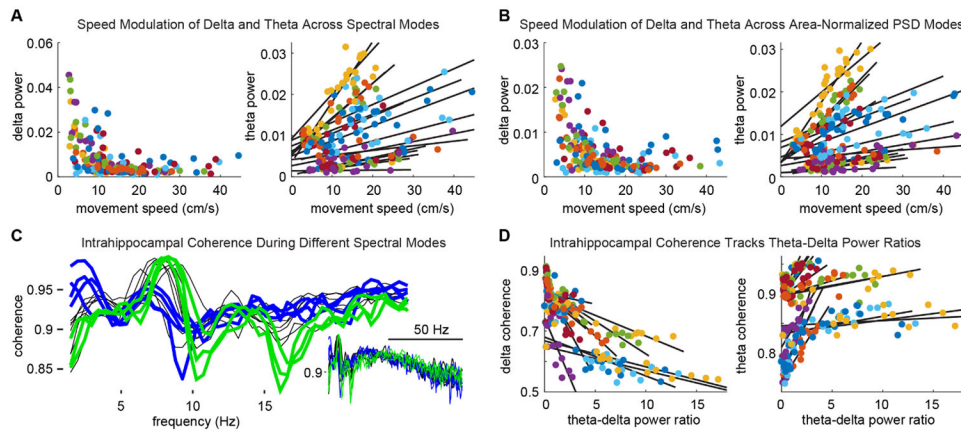 A Speed Modulation of Delta and Theta Across Spectral Modes
delta power
0.06
0.04
0.02
0
0 10 20 30 40
movement speed (cm/s)
theta power
0.03
0.02
0.01
0
0 10 20 30 40
movement speed (cm/s)
B Speed Modulation of Delta and Theta Across Area-Normalized PSD Modes
delta power
0.03
0.02
0.01
0
0 10 20 30 40
movement speed (cm/s)
theta power
0.03
0.02
0.01
0
0 10 20 30 40
movement speed (cm/s)
C Intrahippocampal Coherence During Different Spectral Modes
coherence
0.95
0.90
0.85
5 10 15
frequency (Hz)
50 Hz
0.9
D Intrahippocampal Coherence Tracks Theta-Delta Power Ratios
delta coherence
0.9
0.7
0.5
0 5 10 15
theta-delta power ratio
theta coherence
0.9
0.8
0 5 10 15
theta-delta power ratio